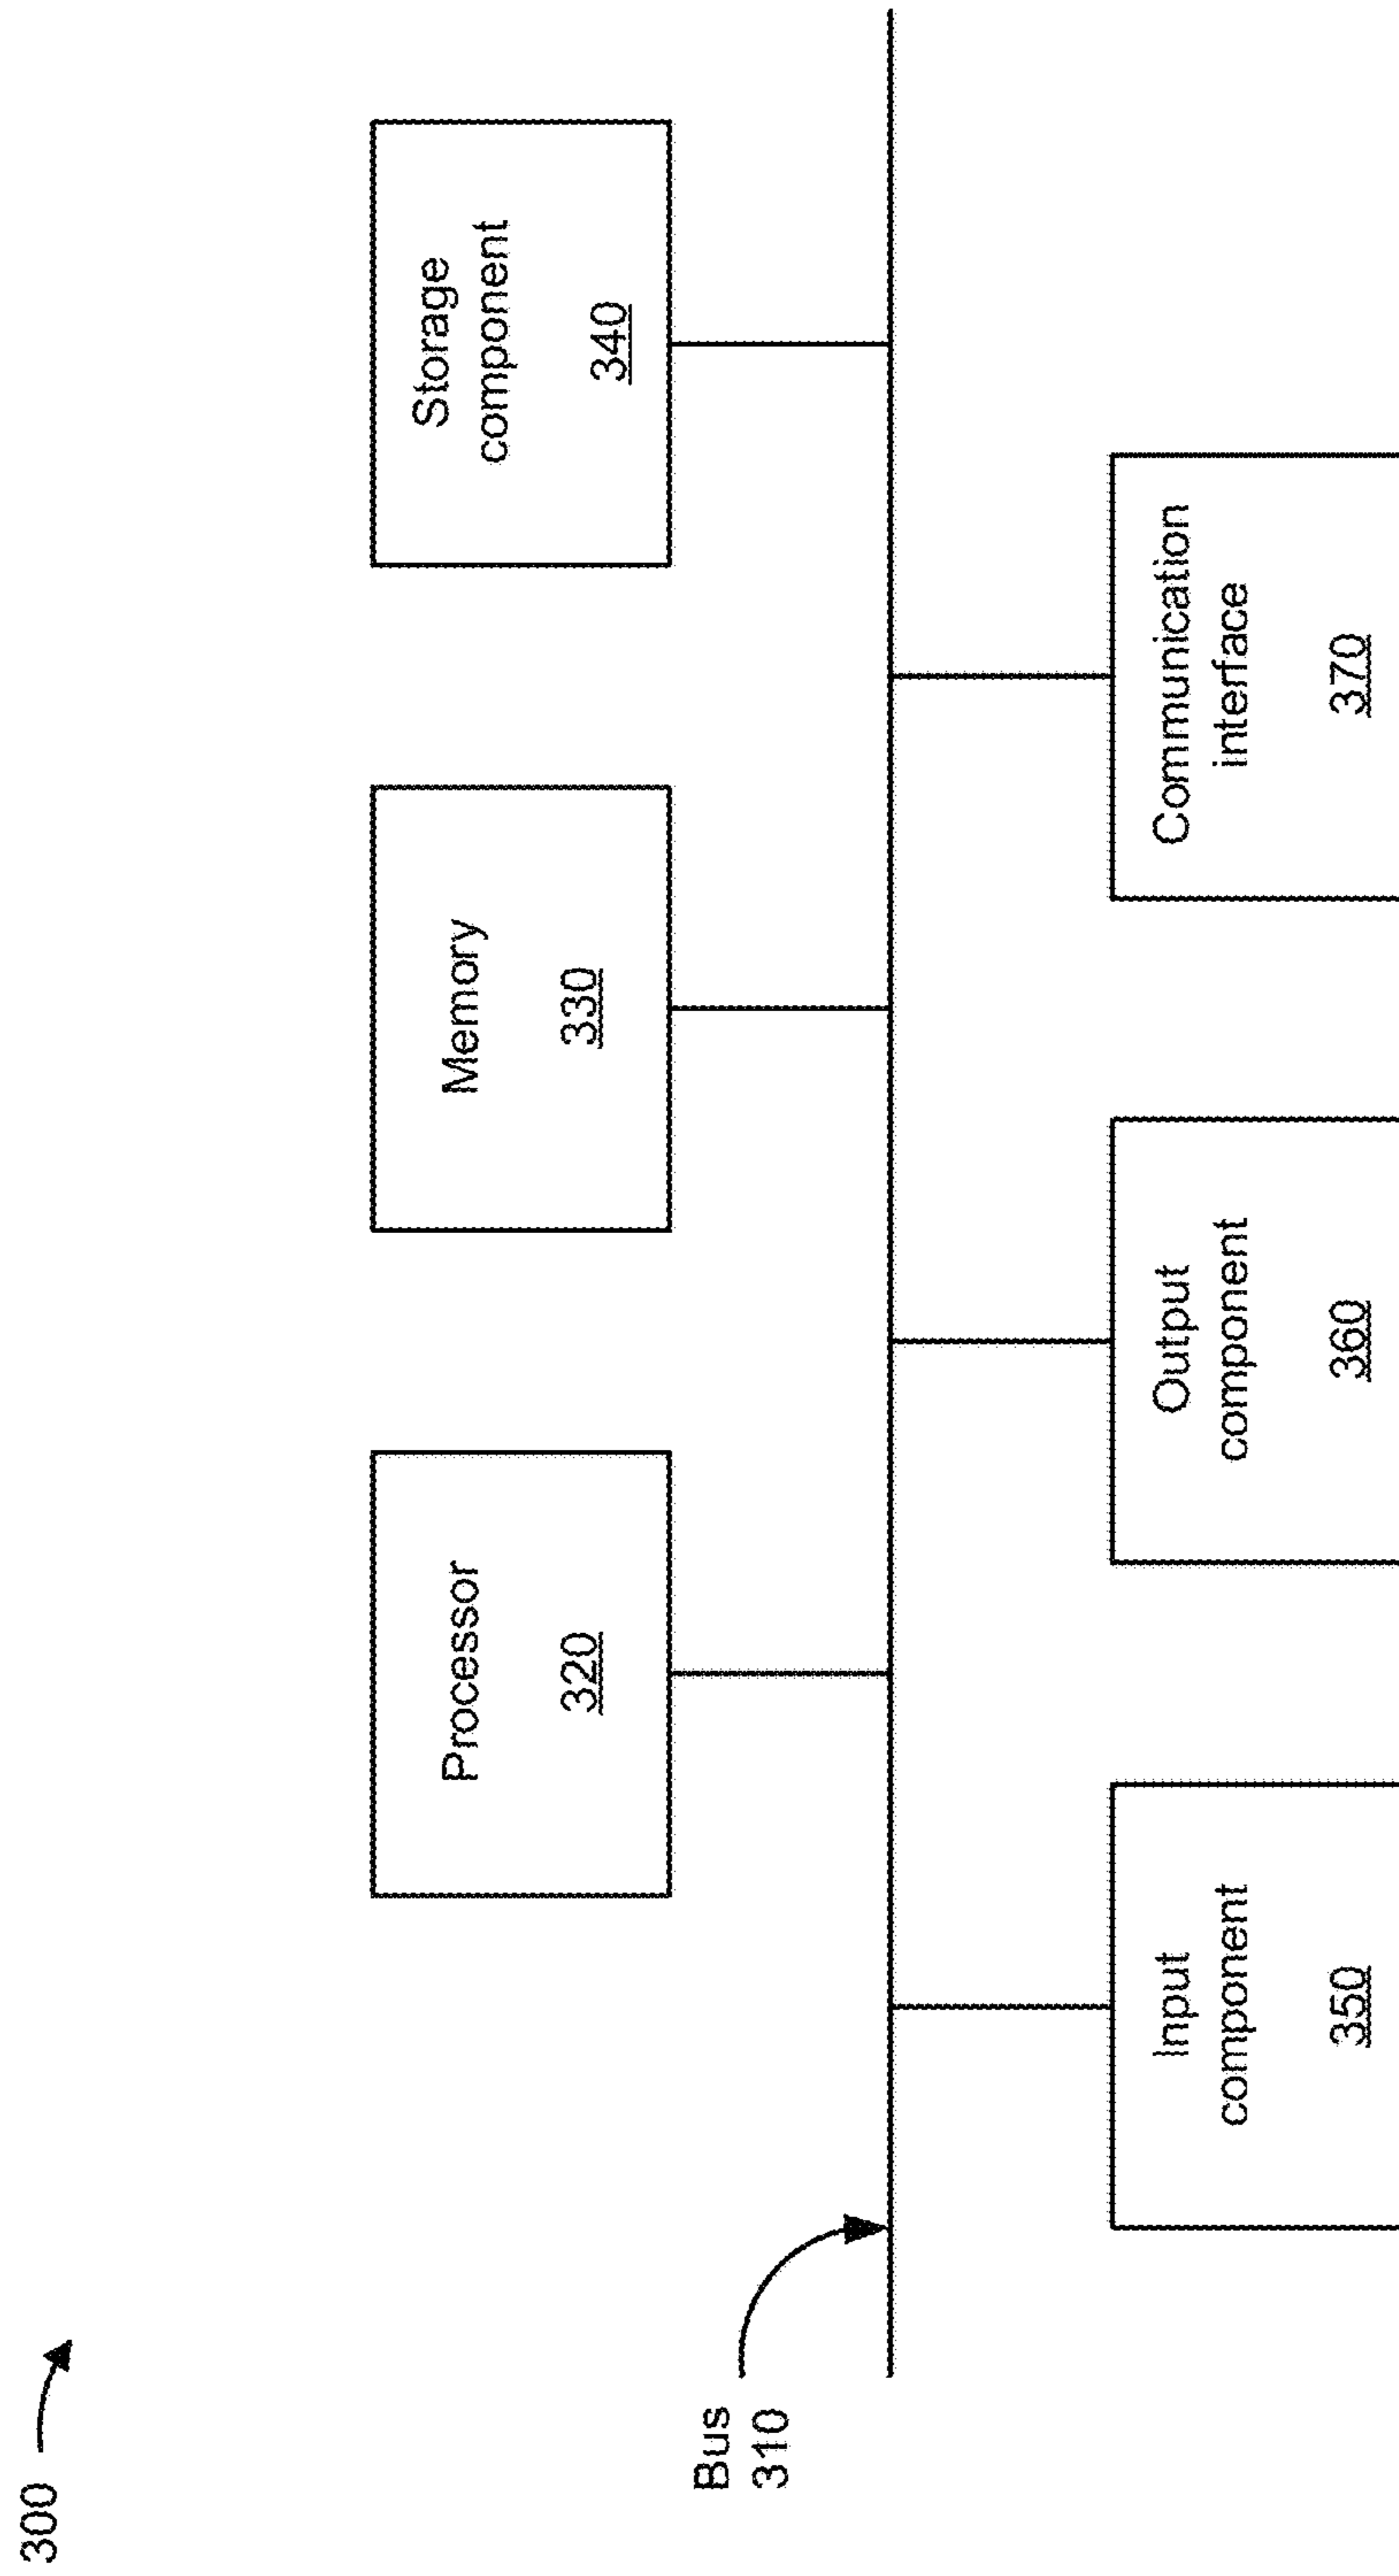 300
Bus
310
Processor
320
Memory
330
Storage
component
340
Input
component
350
Output
component
360
Communication
interface
370